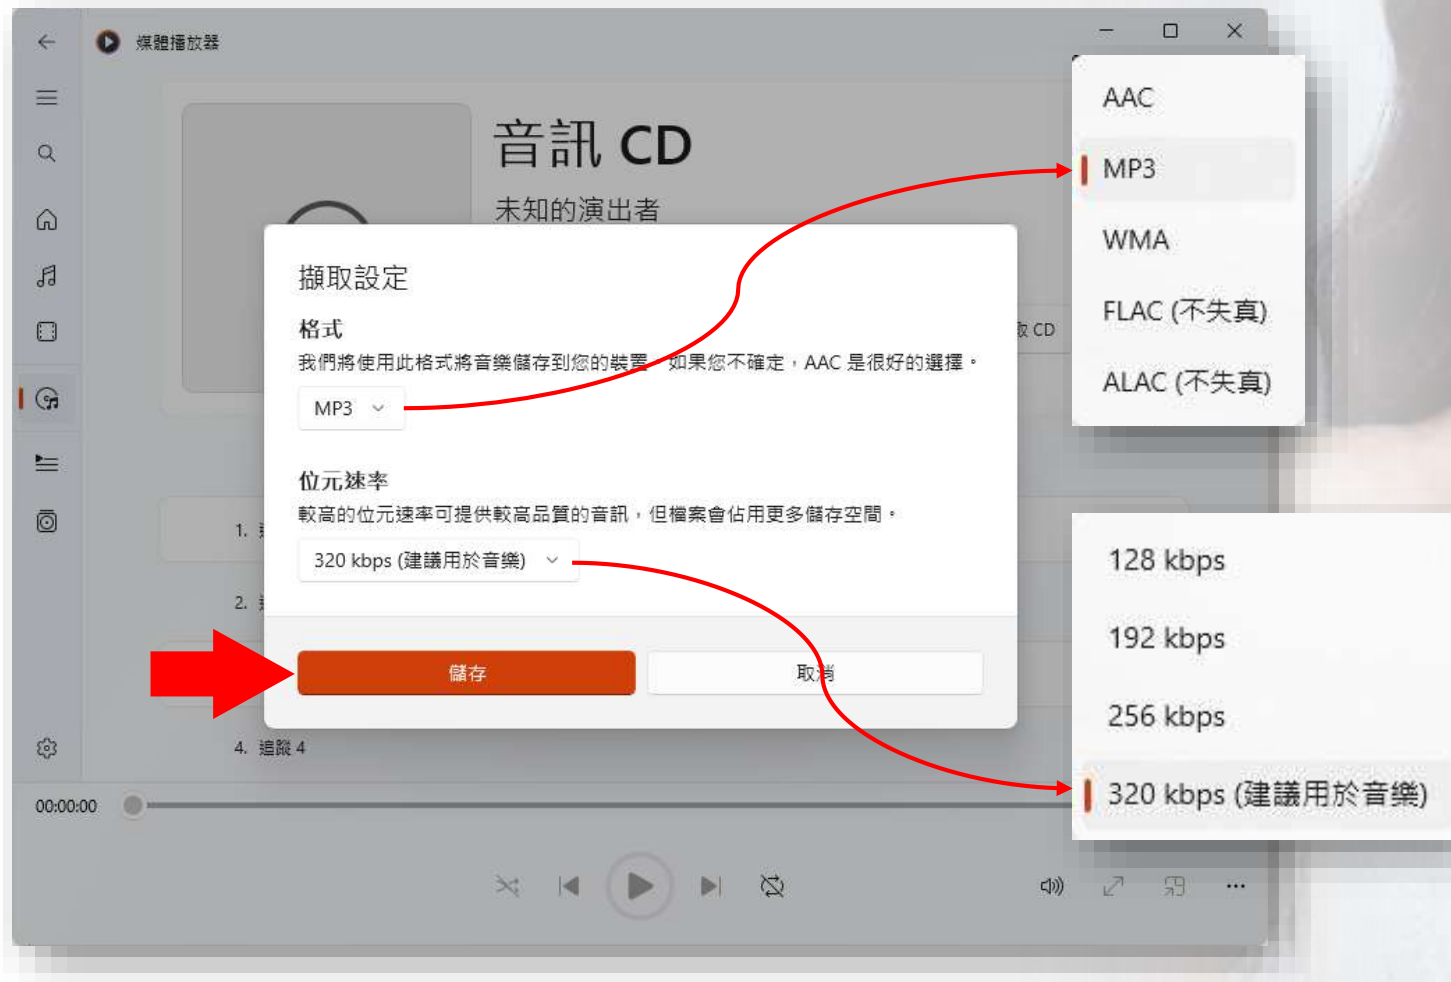 媒體播放器
音訊 CD
未知的演出者
取 CD
擷取設定
格式
我們將使用此格式將音樂儲存到您的裝置。如果您不確定，AAC 是很好的選擇。
MP3
位元速率
較高的位元速率可提供較高品質的音訊，但檔案會佔用更多儲存空間。
320 kbps (建議用於音樂)
儲存
取消
1.
2.
4. 追蹤 4
00:00:00
AAC
MP3
WMA
FLAC (不失真)
ALAC (不失真)
128 kbps
192 kbps
256 kbps
320 kbps (建議用於音樂)